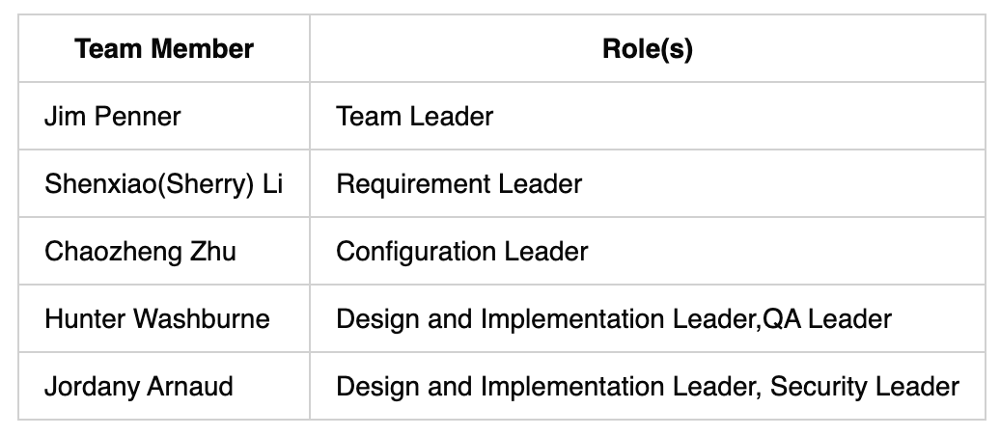 Team Member Role(s)
Jim Penner Team Leader
Shenxiao(Sherry) Li Requirement Leader
Chaozheng Zhu Configuration Leader
Hunter Washburne Design and Implementation Leader,QA Leader
Jordany Arnaud Design and Implementation Leader, Security Leader